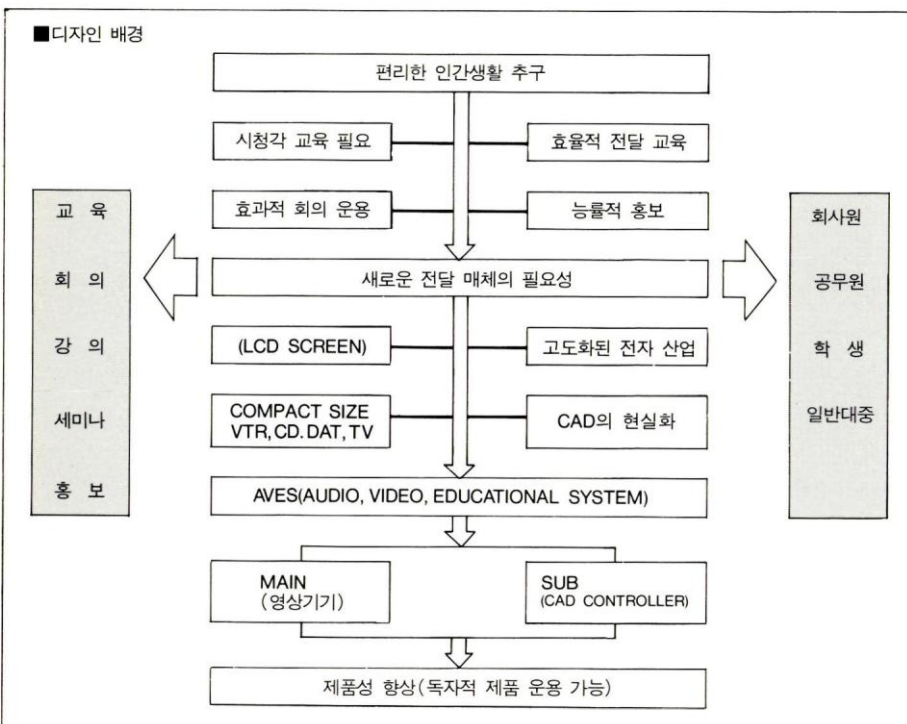 ■디자인 배경
편리한 인간생활 추구
시청각 교육 필요
효율적 전달 교육
효과적 회의 운용
능률적 홍보
교 육
회 의
강 의
세미나
홍 보
새로운 전달 매체의 필요성
회사원
공무원
학 생
일반대중
(LCD SCREEN)
고도화된 전자 산업
COMPACT SIZE
VTR, CD. DAT, TV
CAD의 현실화
AVES(AUDIO, VIDEO, EDUCATIONAL SYSTEM)
MAIN
(영상기기)
SUB
(CAD CONTROLLER)
제품성 향상(독자적 제품 운용 가능)